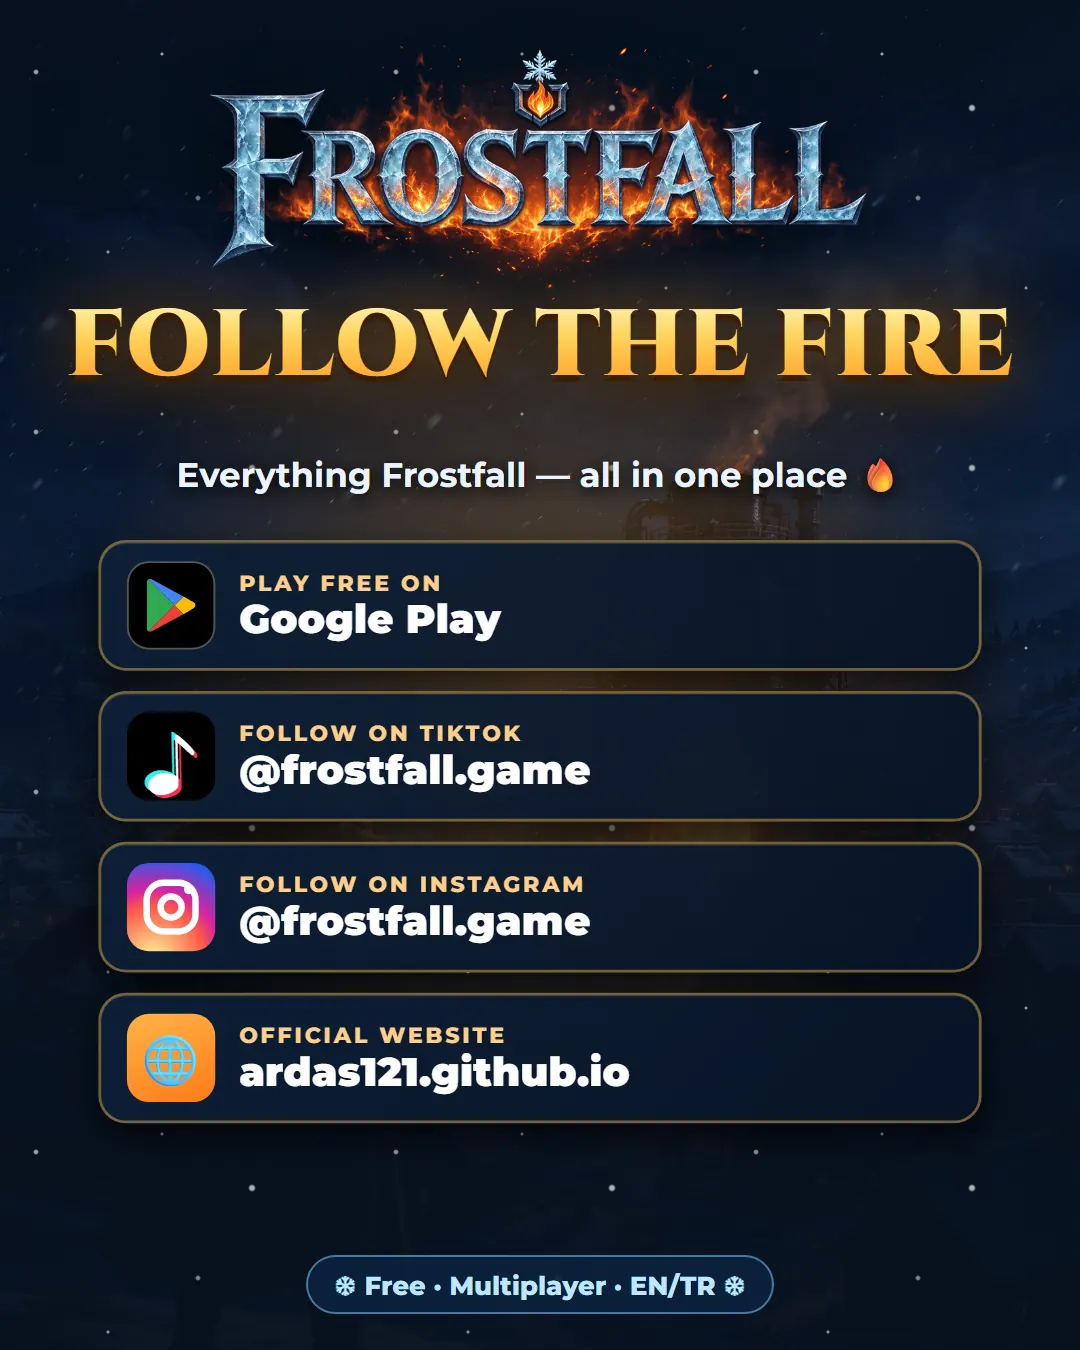 FROSTFALL
FOLLOW THE FIRE
Everything Frostfall — all in one place 🔥
PLAY FREE ON
Google Play
FOLLOW ON TIKTOK
@frostfall.game
FOLLOW ON INSTAGRAM
@frostfall.game
OFFICIAL WEBSITE
ardas121.github.io
❄ Free · Multiplayer · EN/TR ❄